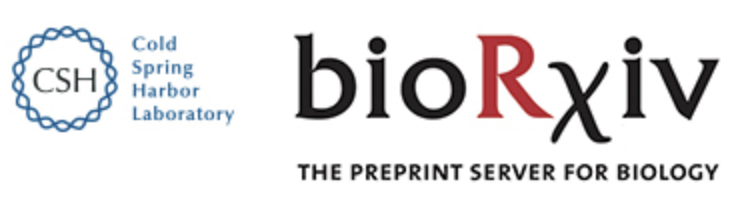 CSH
Cold
Spring
Harbor
Laboratory
bioRχiv
THE PREPRINT SERVER FOR BIOLOGY